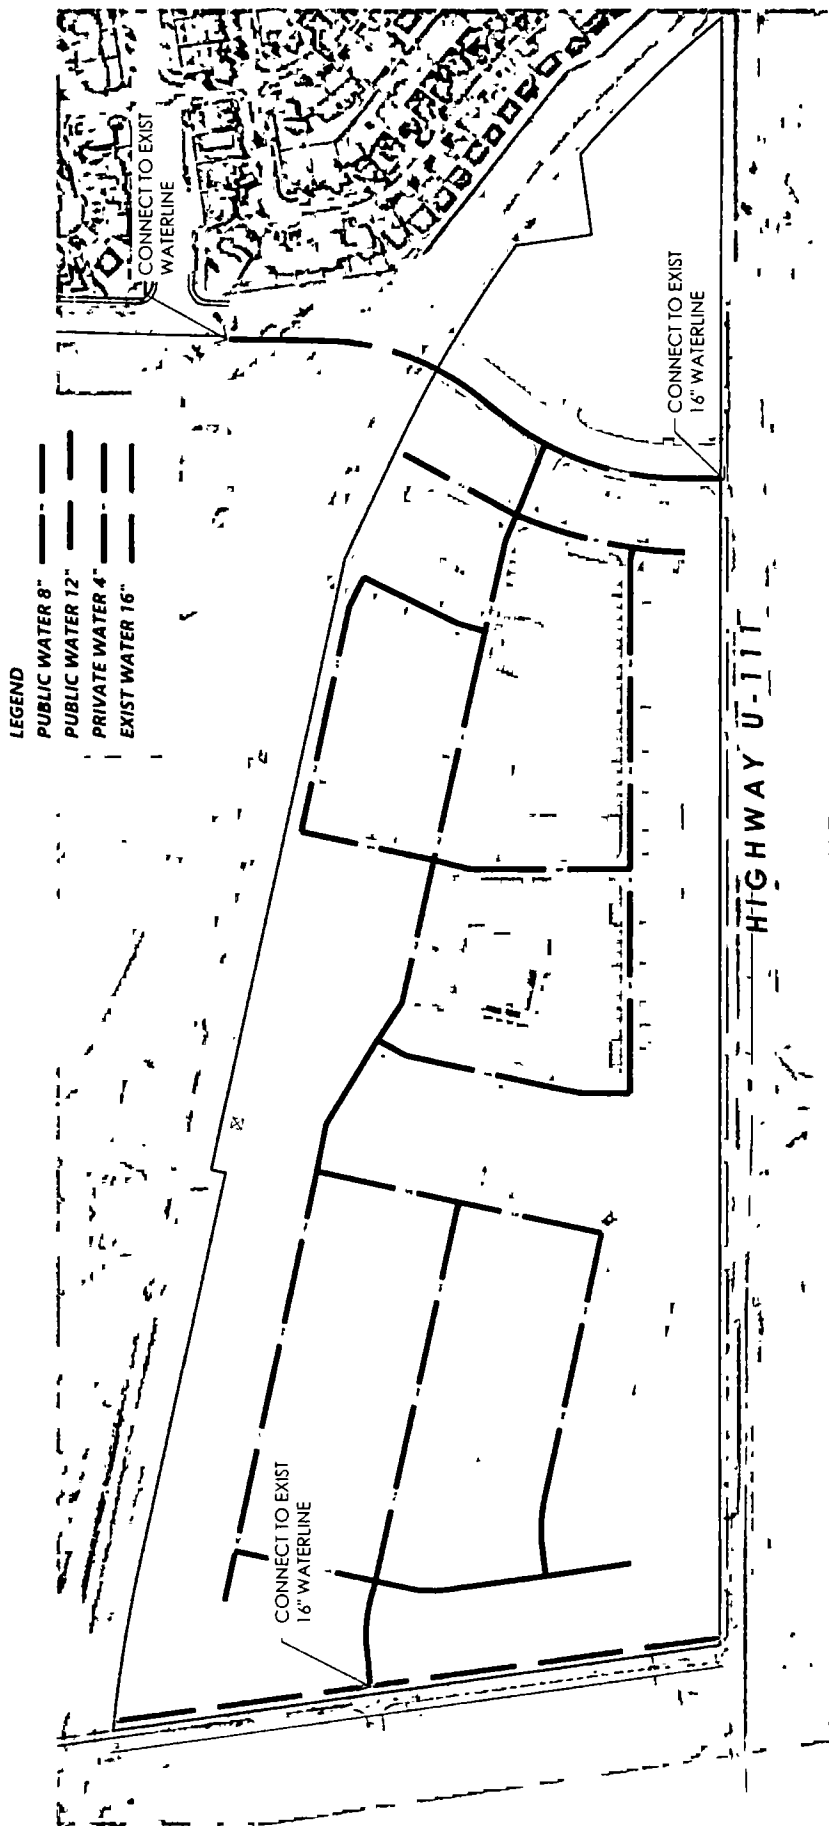 LEGEND
PUBLIC WATER 8"
PUBLIC WATER 12"
PRIVATE WATER 4"
EXIST WATER 16"
CONNECT TO EXIST
WATERLINE
CONNECT TO EXIST
16" WATERLINE
CONNECT TO EXIST
16" WATERLINE
HIGHWAY U-111